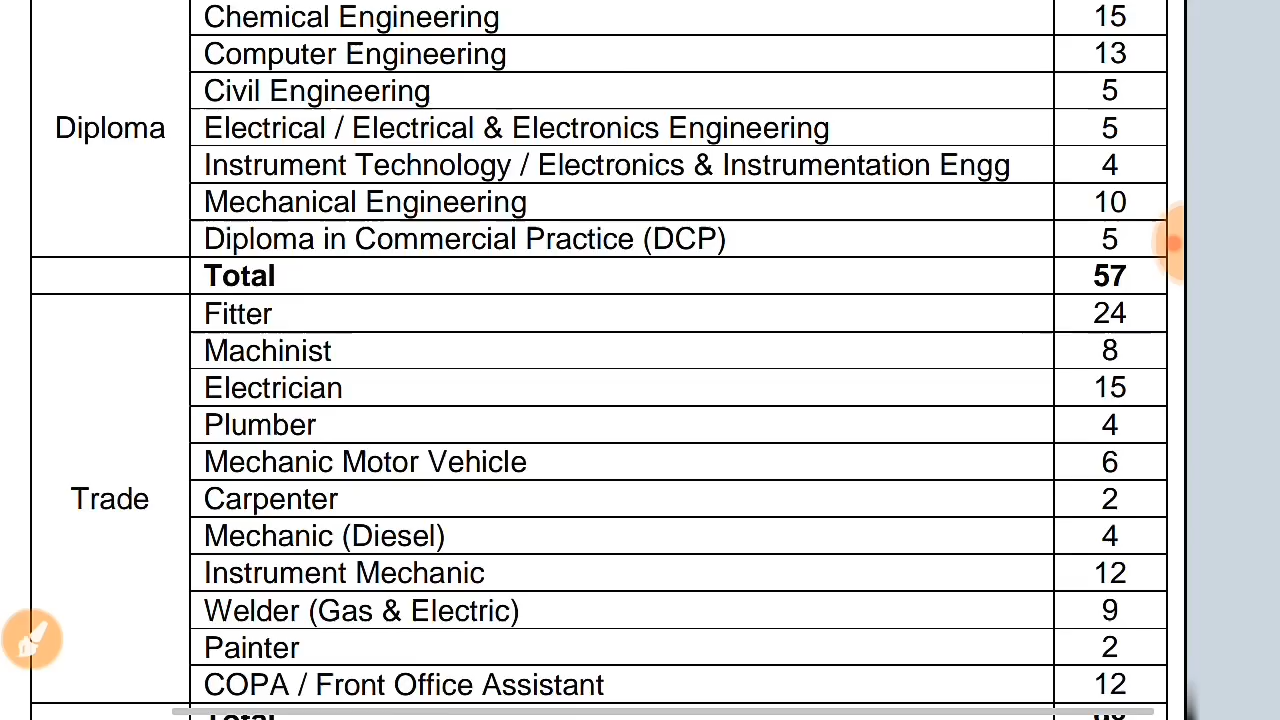 Chemical Engineering 15
Computer Engineering 13
Civil Engineering 5
Diploma Electrical / Electrical & Electronics Engineering 5
Instrument Technology / Electronics & Instrumentation Engg 4
Mechanical Engineering 10
Diploma in Commercial Practice (DCP) 5
Total 57
Fitter 24
Machinist 8
Electrician 15
Plumber 4
Mechanic Motor Vehicle 6
Trade Carpenter 2
Mechanic (Diesel) 4
Instrument Mechanic 12
Welder (Gas & Electric) 9
Painter 2
COPA / Front Office Assistant 12
Total